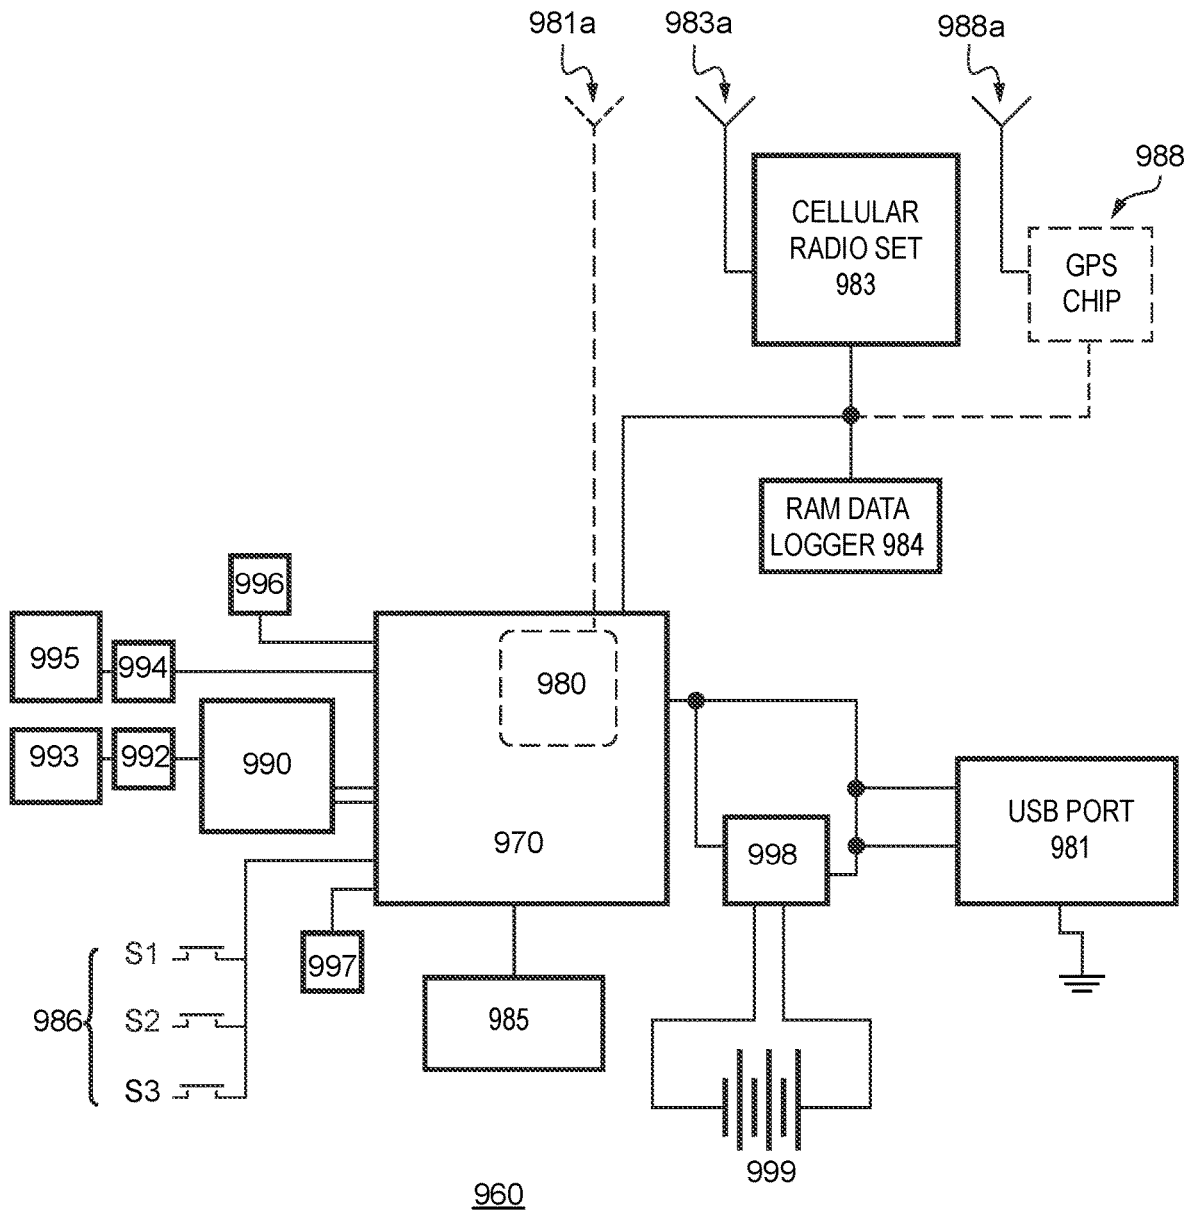 981a
983a
988a
988
CELLULAR
RADIO SET
983
GPS
CHIP
RAM DATA
LOGGER 984
996
995
994
980
993
992
990
970
998
USB PORT
981
997
985
986
S1
S2
S3
999
960